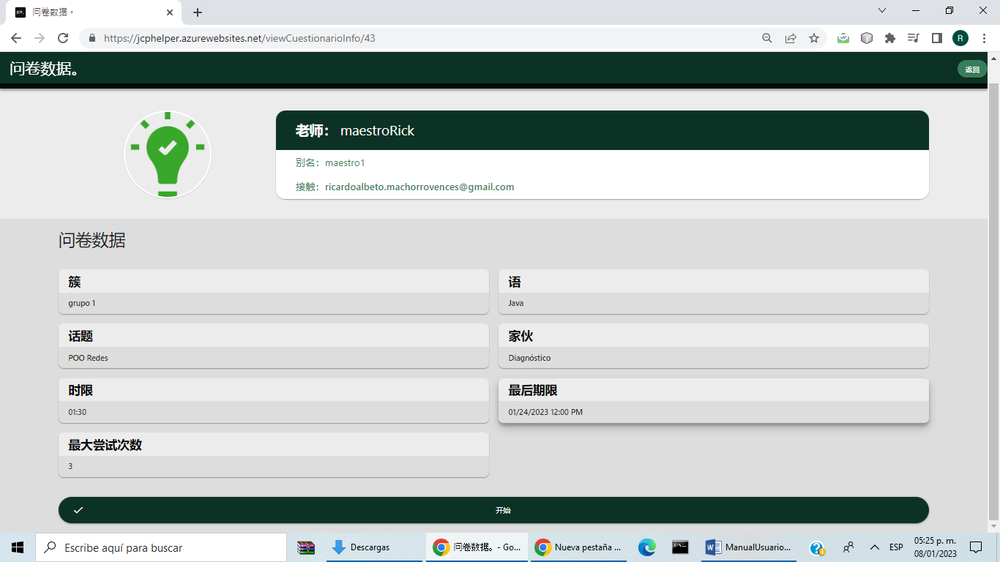 问卷数据。
https://jcphelper.azurewebsites.net/viewCuestionarioInfo/43
R
问卷数据。
返回
老师： maestroRick
别名：maestro1
接触：ricardoalbeto.machorrovences@gmail.com
问卷数据
簇
grupo 1
语
Java
话题
POO Redes
家伙
Diagnóstico
时限
01:30
最后期限
01/24/2023 12:00 PM
最大尝试次数
3
开始
Escribe aquí para buscar
Descargas
问卷数据。 - Go...
Nueva pestaña ...
ManualUsuario...
ESP
05:25 p. m.
08/01/2023